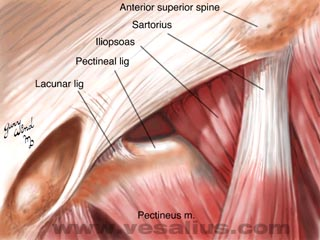 Anterior superior spine
Sartorius
Iliopsoas
Pectineal lig
Lacunar lig
Pectineus m.
www.vesalius.com